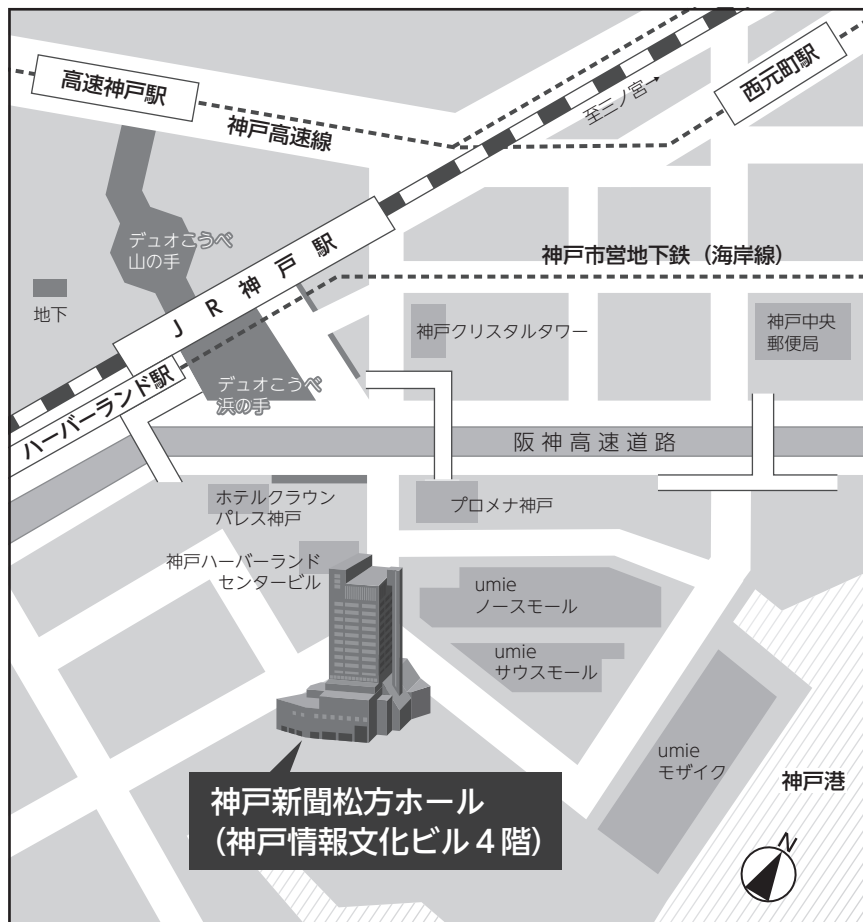 高速神戸駅
神戸高速線
至三ノ宮→
西元町駅
デュオこうべ
山の手
JR神戸駅
神戸市営地下鉄（海岸線）
地下
神戸クリスタルタワー
神戸中央
郵便局
ハーバーランド駅
デュオこうべ
浜の手
阪神高速道路
ホテルクラウン
パレス神戸
プロメナ神戸
神戸ハーバーランド
センタービル
umie
ノースモール
umie
サウスモール
umie
モザイク
神戸港
神戸新聞松方ホール
（神戸情報文化ビル4階）
N